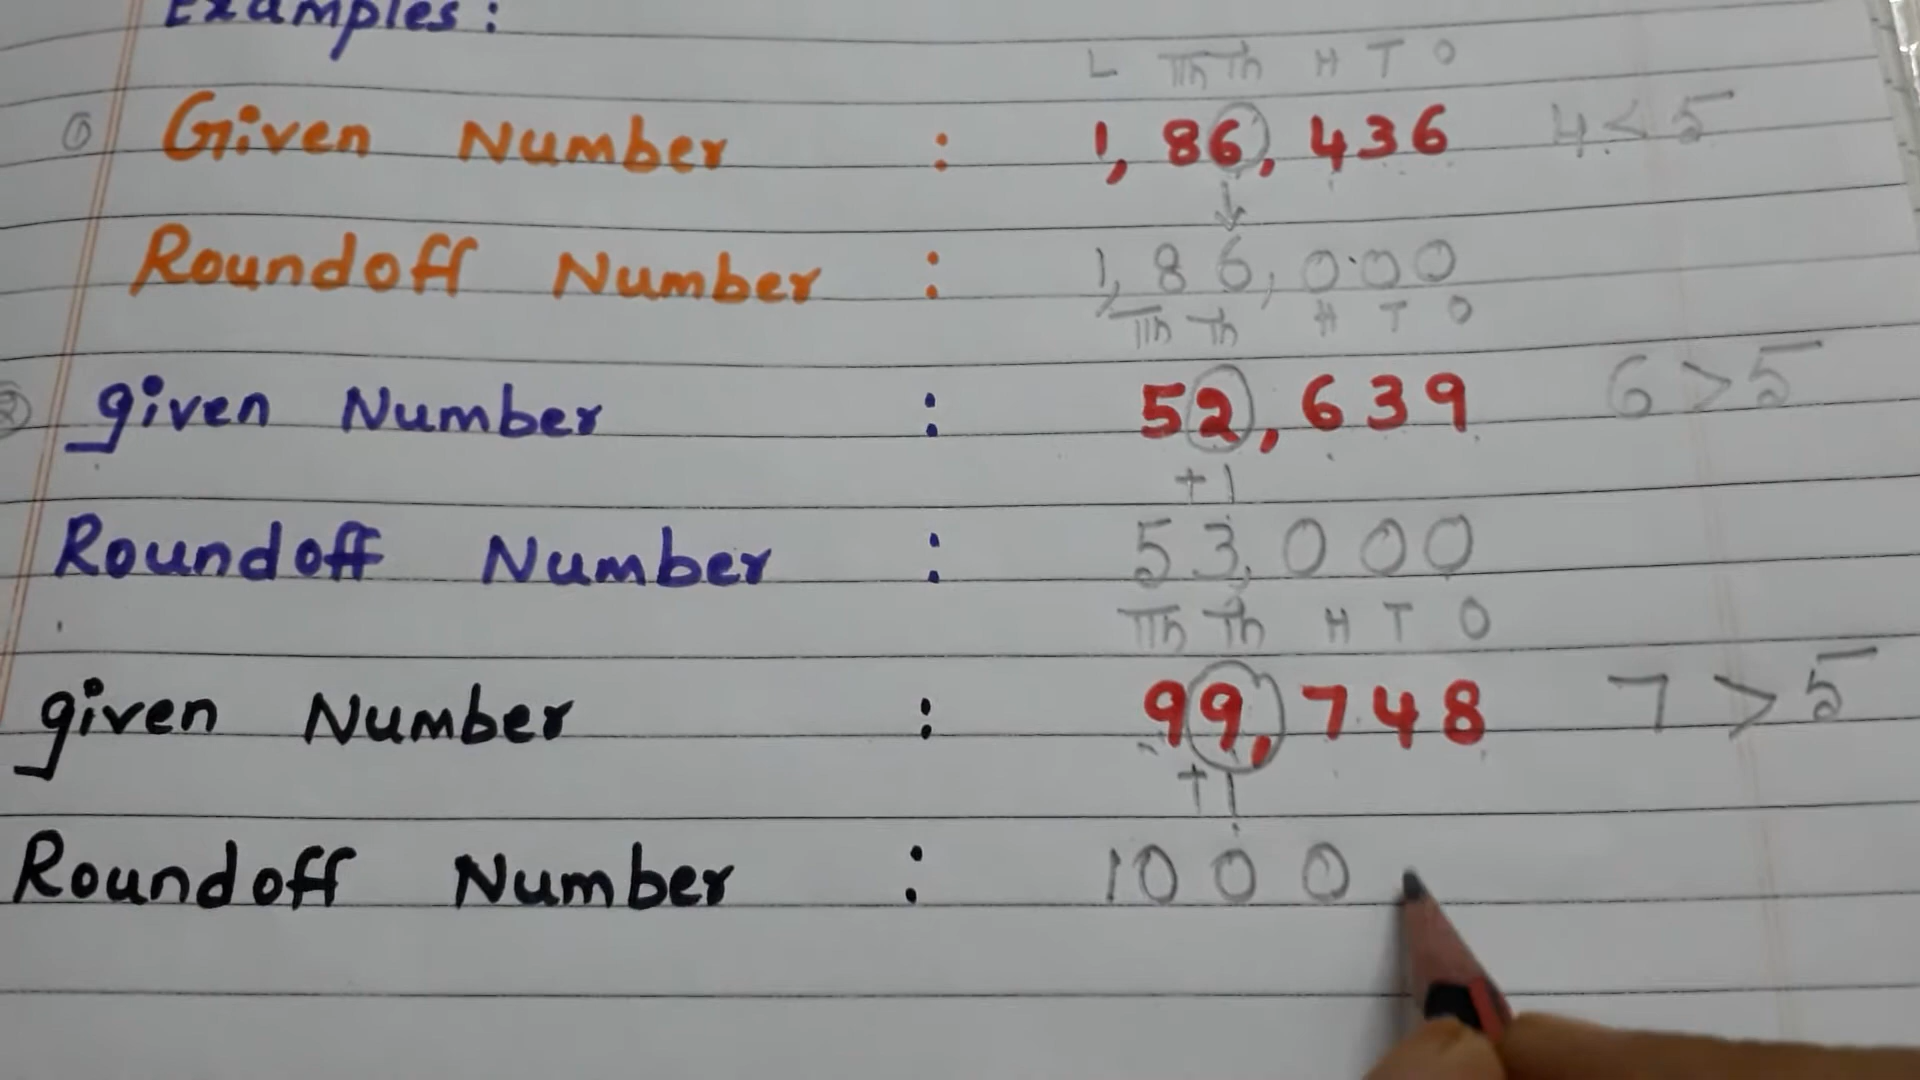 Examples:
L TTh Th H T O
① Given Number : 1,86,436 4<5
Roundoff Number : 1,86,000
TTh Th H T O
② given Number : 52,639 6>5
+1
Roundoff Number : 53,000
TTh Th H T O
given Number : 99,748 7>5
+1
Roundoff Number : 1000